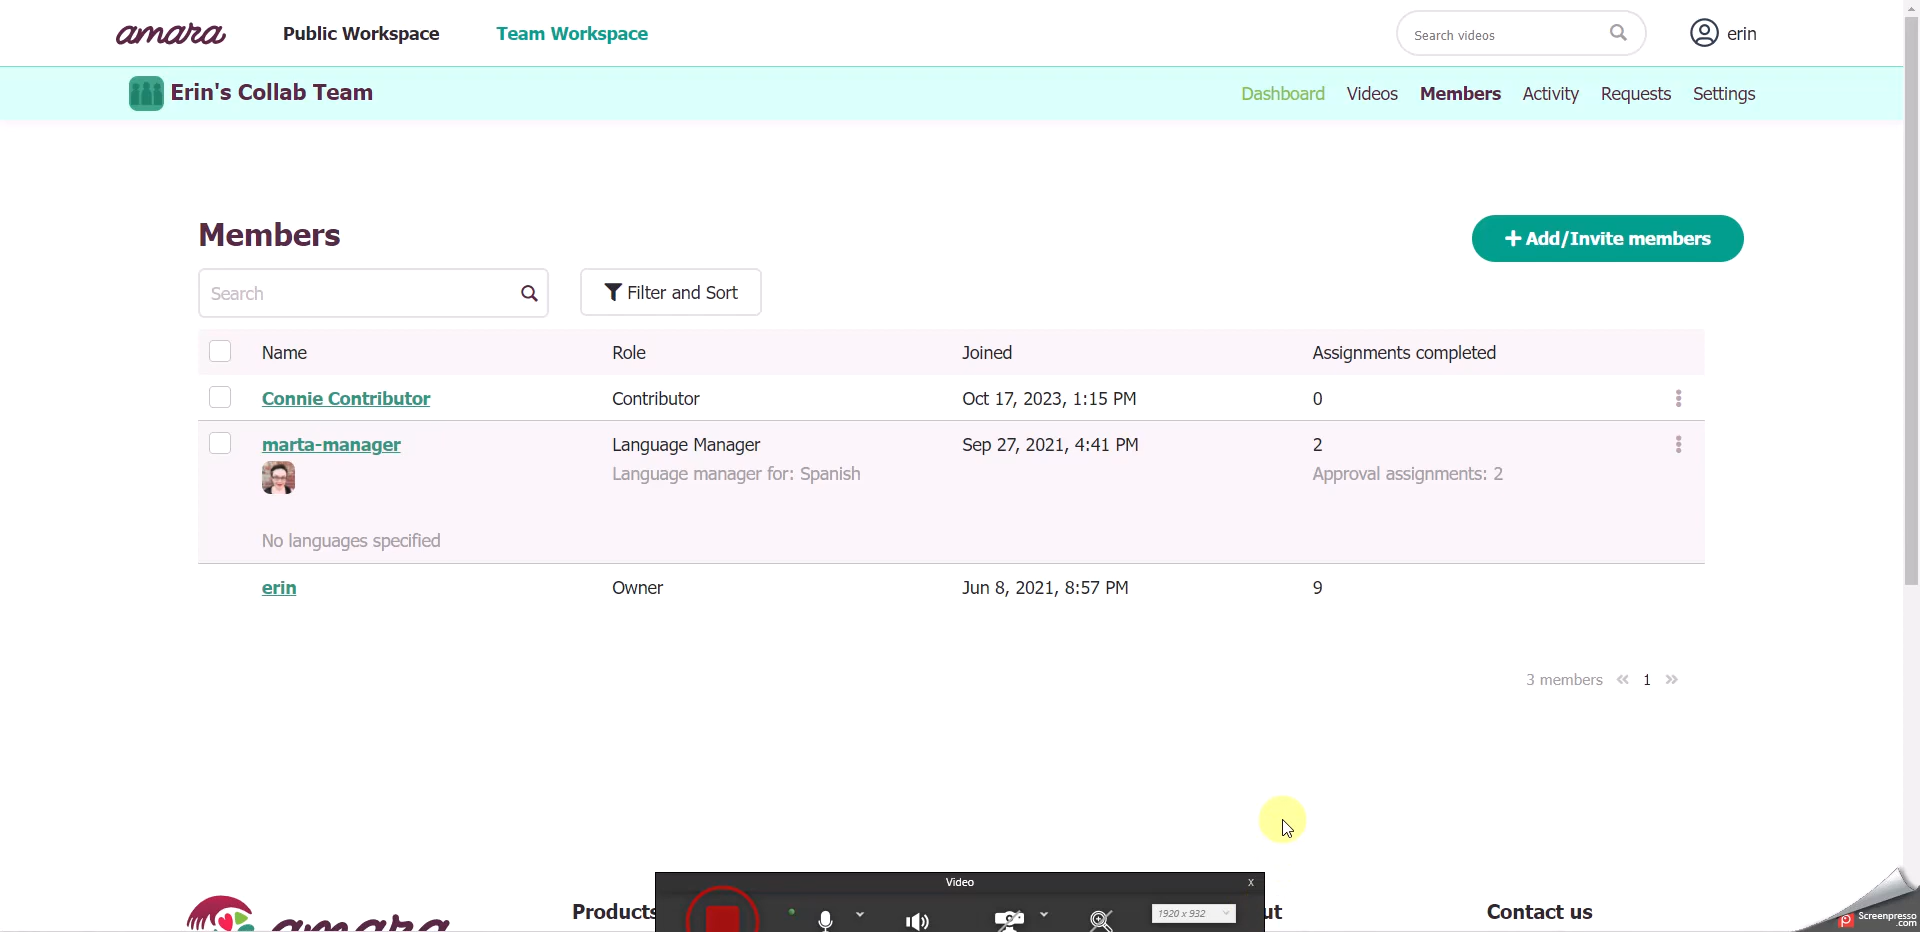 amara Public Workspace Team Workspace Search videos erin
Erin's Collab Team Dashboard Videos Members Activity Requests Settings
Members + Add/Invite members
Search Filter and Sort
Name Role Joined Assignments completed
Connie Contributor Contributor Oct 17, 2023, 1:15 PM 0
marta-manager Language Manager Sep 27, 2021, 4:41 PM 2
Language manager for: Spanish Approval assignments: 2
No languages specified
erin Owner Jun 8, 2021, 8:57 PM 9
3 members « 1 »
Video x
amara Products ut Contact us
1920 x 932
Screenpresso
.com